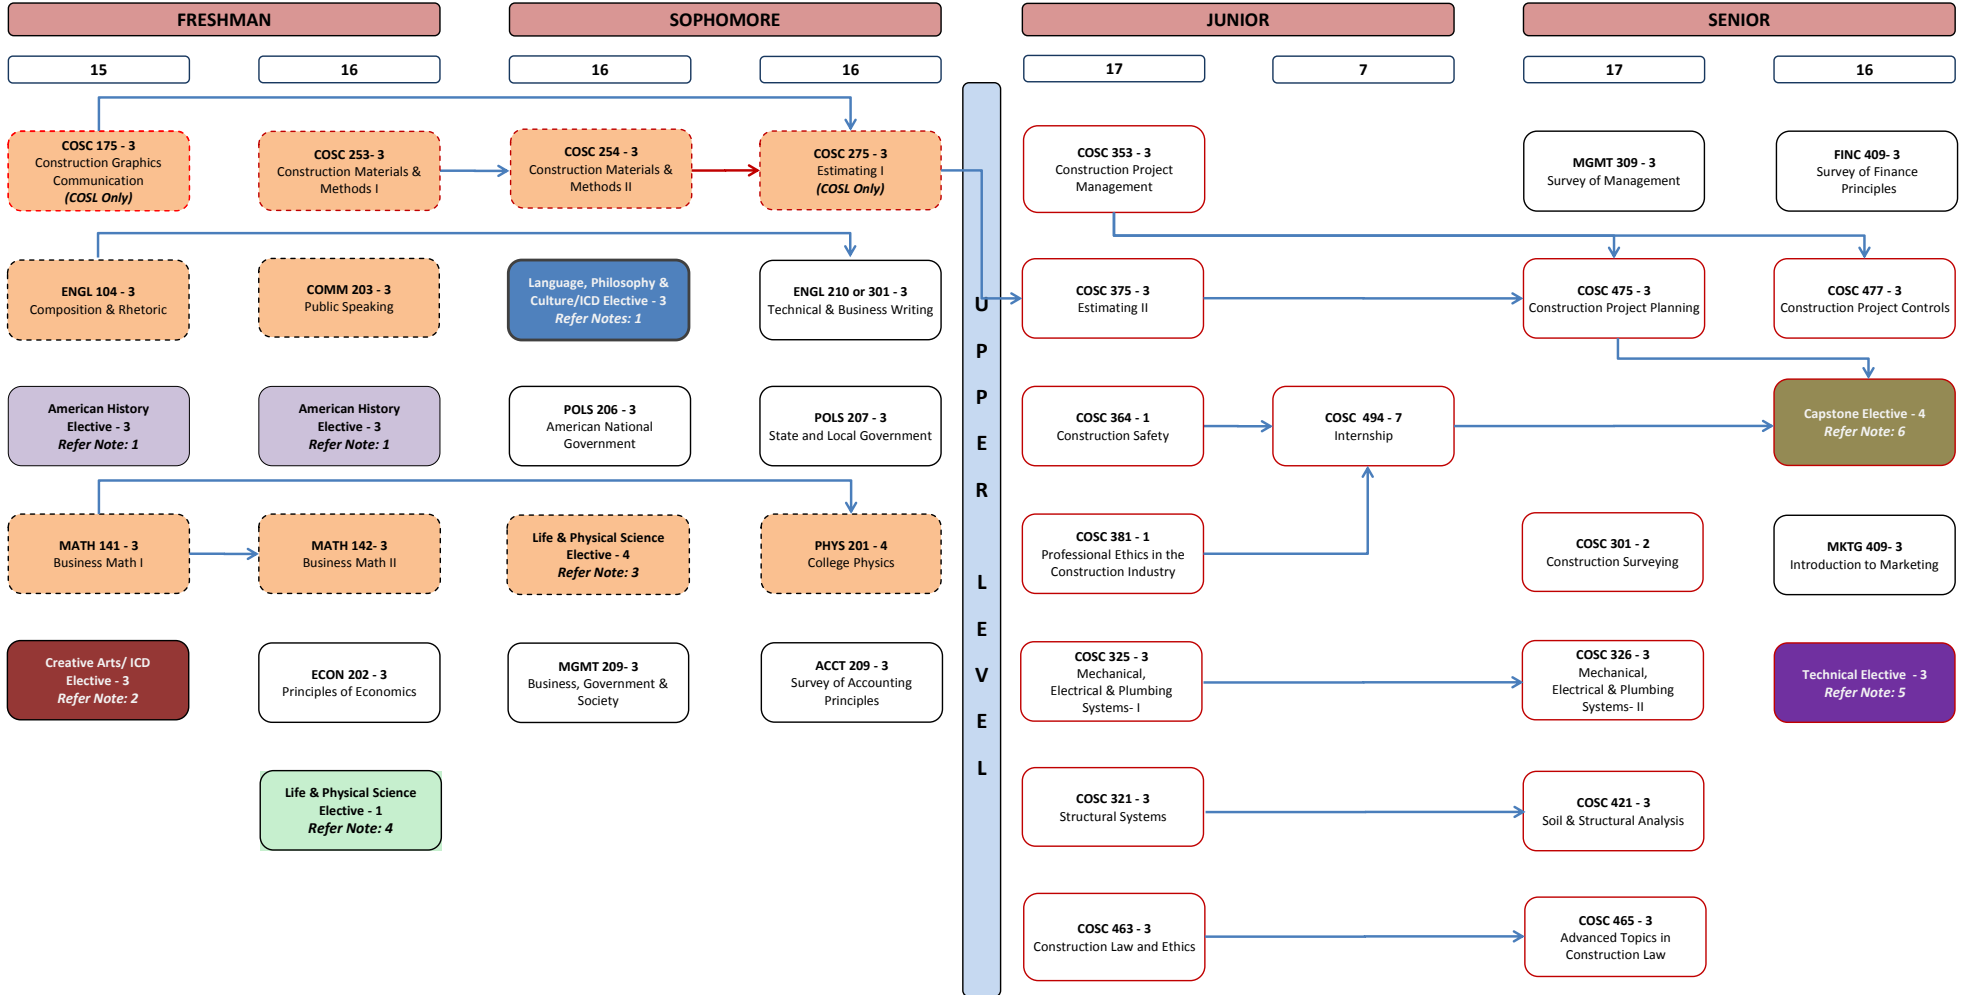 FRESHMAN
SOPHOMORE
JUNIOR
SENIOR
15
16
16
16
17
7
17
16
COSC 175 - 3
Construction Graphics
Communication
(COSL Only)
COSC 253- 3
Construction Materials &
Methods I
COSC 254 - 3
Construction Materials &
Methods II
COSC 275 - 3
Estimating I
(COSL Only)
COSC 353 - 3
Construction Project
Management
MGMT 309 - 3
Survey of Management
FINC 409- 3
Survey of Finance
Principles
ENGL 104 - 3
Composition & Rhetoric
COMM 203 - 3
Public Speaking
Language, Philosophy &
Culture/ICD Elective - 3
Refer Notes: 1
ENGL 210 or 301 - 3
Technical & Business Writing
COSC 375 - 3
Estimating II
COSC 475 - 3
Construction Project Planning
COSC 477 - 3
Construction Project Controls
American History
Elective - 3
Refer Note: 1
American History
Elective - 3
Refer Note: 1
POLS 206 - 3
American National
Government
POLS 207 - 3
State and Local Government
COSC 364 - 1
Construction Safety
COSC 494 - 7
Internship
Capstone Elective - 4
Refer Note: 6
MATH 141 - 3
Business Math I
MATH 142- 3
Business Math II
Life & Physical Science
Elective - 4
Refer Note: 3
PHYS 201 - 4
College Physics
COSC 381 - 1
Professional Ethics in the
Construction Industry
COSC 301 - 2
Construction Surveying
MKTG 409- 3
Introduction to Marketing
Creative Arts/ ICD
Elective - 3
Refer Note: 2
ECON 202 - 3
Principles of Economics
MGMT 209- 3
Business, Government &
Society
ACCT 209 - 3
Survey of Accounting
Principles
COSC 325 - 3
Mechanical,
Electrical & Plumbing
Systems- I
COSC 326 - 3
Mechanical,
Electrical & Plumbing
Systems- II
Technical Elective - 3
Refer Note: 5
Life & Physical Science
Elective - 1
Refer Note: 4
COSC 321 - 3
Structural Systems
COSC 421 - 3
Soil & Structural Analysis
COSC 463 - 3
Construction Law and Ethics
COSC 465 - 3
Advanced Topics in
Construction Law
U
P
P
E
R
L
E
V
E
L